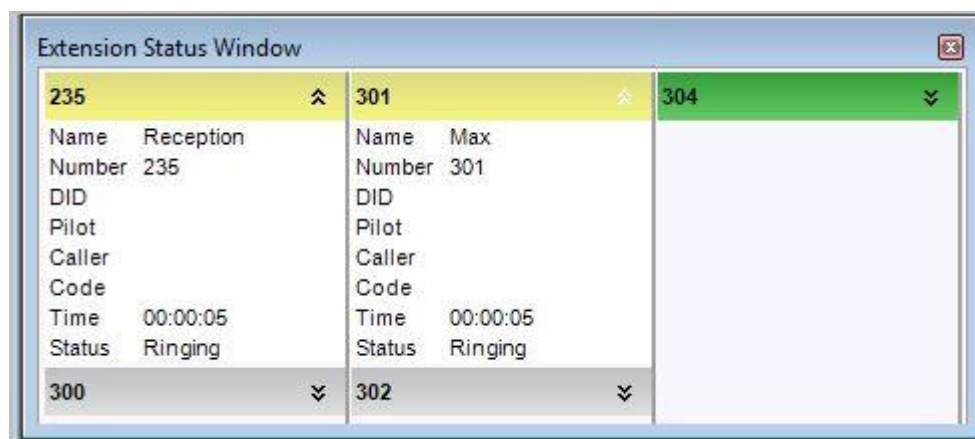 Extension Status Window
235
Name Reception
Number 235
DID
Pilot
Caller
Code
Time 00:00:05
Status Ringing
300
301
Name Max
Number 301
DID
Pilot
Caller
Code
Time 00:00:05
Status Ringing
302
304